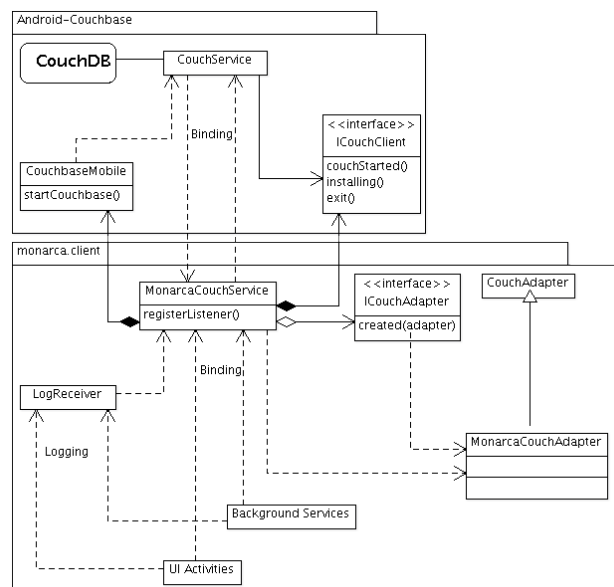 Android-Couchbase
CouchDB
CouchService
Binding
<<interface>>
ICouchClient
couchStarted()
installing()
exit()
CouchbaseMobile
startCouchbase()
monarca.client
MonarcaCouchService
registerListener()
<<interface>>
ICouchAdapter
created(adapter)
CouchAdapter
Binding
LogReceiver
Logging
MonarcaCouchAdapter
Background Services
UI Activities